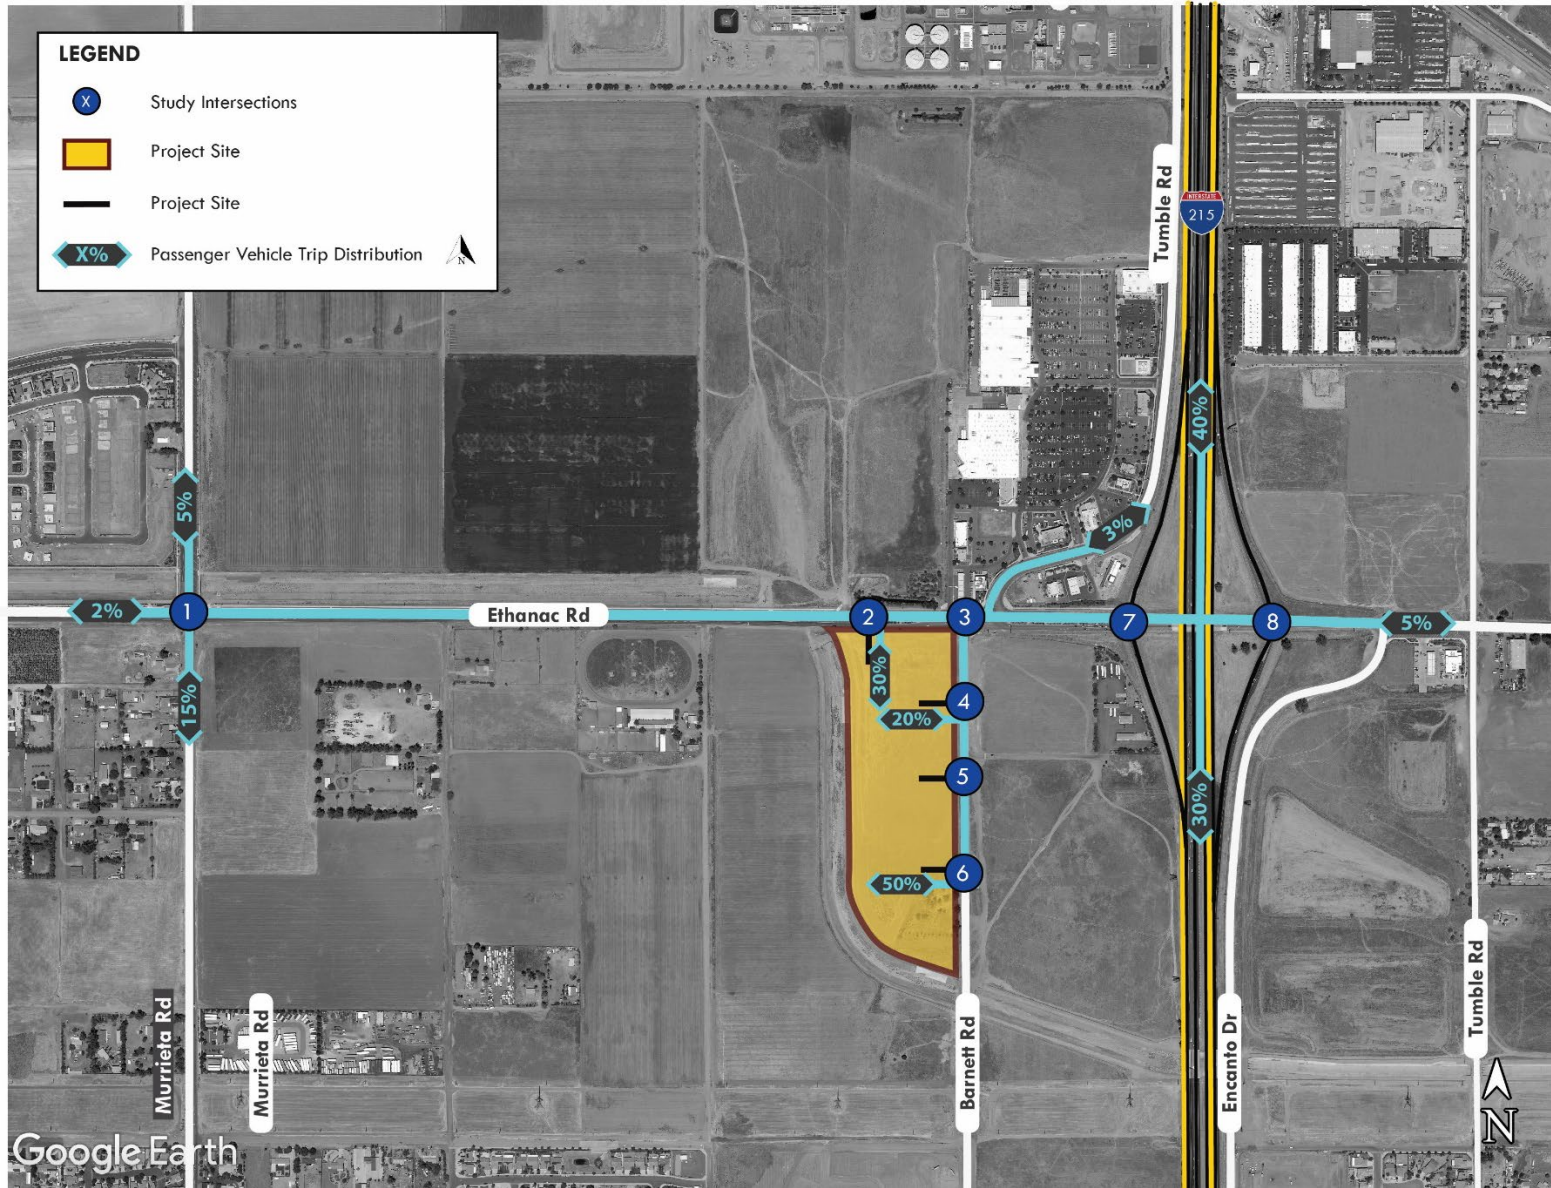 LEGEND
X Study Intersections
Project Site
Project Site
X% Passenger Vehicle Trip Distribution N
Tumble Rd
INTERSTATE
215
40%
5%
3%
2%
1
Ethanac Rd
2
3
7
8
5%
30%
15%
4
20%
5
30%
6
50%
Murrieta Rd
Murrieta Rd
Barnett Rd
Encanto Dr
Tumble Rd
N
Google Earth